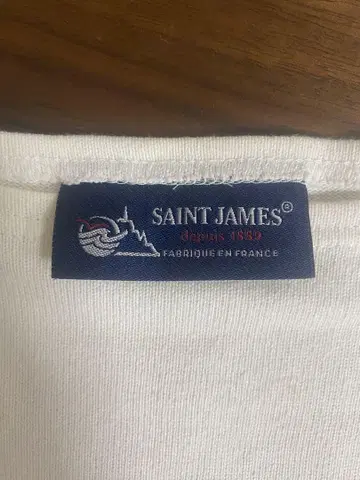 SAINT JAMES®
depuis 1889
FABRIQUE EN FRANCE